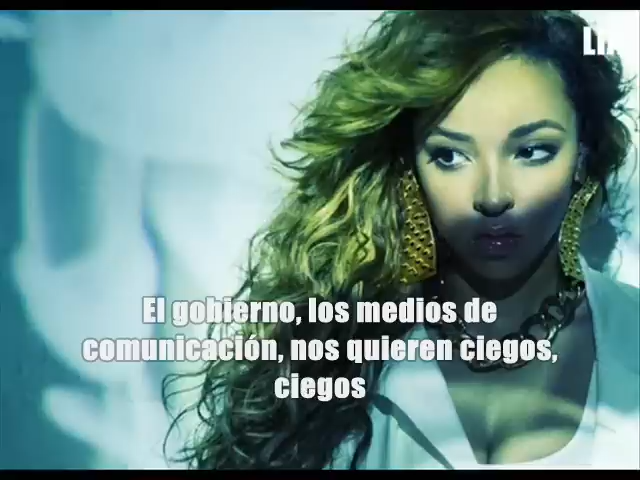 El gobierno, los medios de
comunicación, nos quieren ciegos,
ciegos